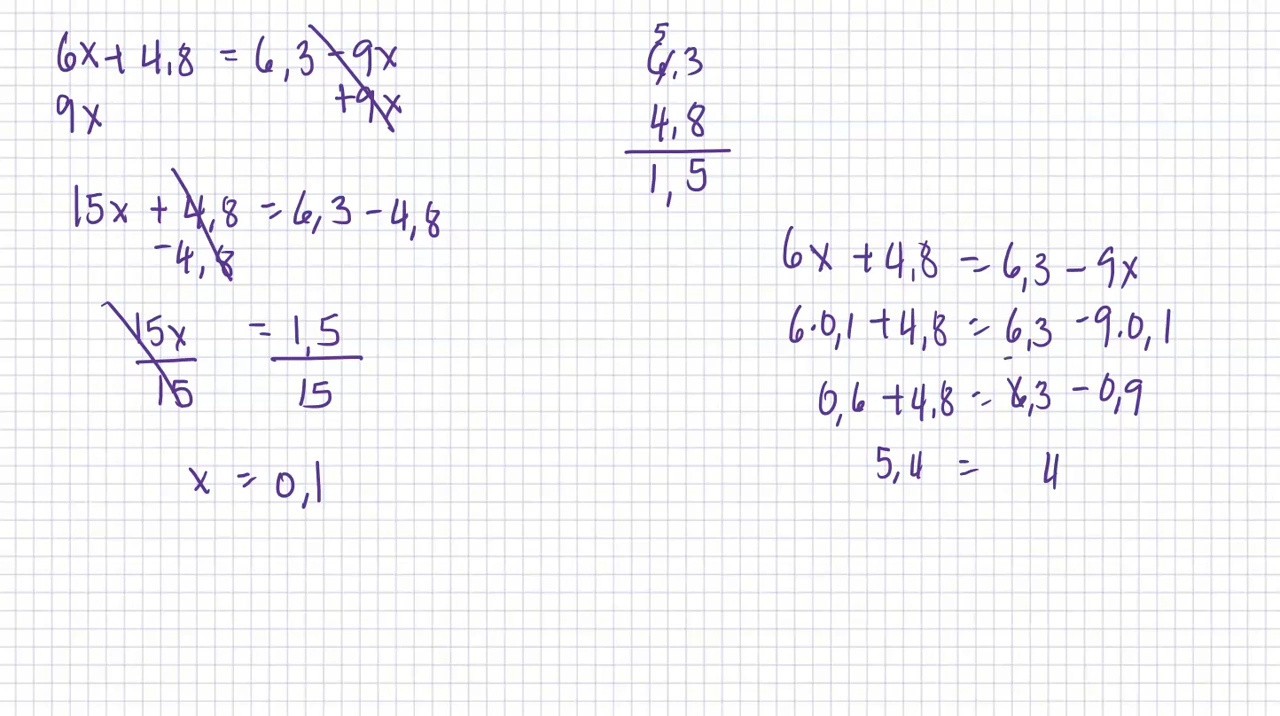 6x + 4,8 = 6,3 - 9x
9x +9x
15x + 4,8 = 6,3 - 4,8
-4,8
15x = 1,5
15 15
x = 0,1
5
6,3
4,8
1,5
6x + 4,8 = 6,3 - 9x
6·0,1 + 4,8 = 6,3 - 9·0,1
0,6 + 4,8 = 6,3 - 0,9
5,4 = 4